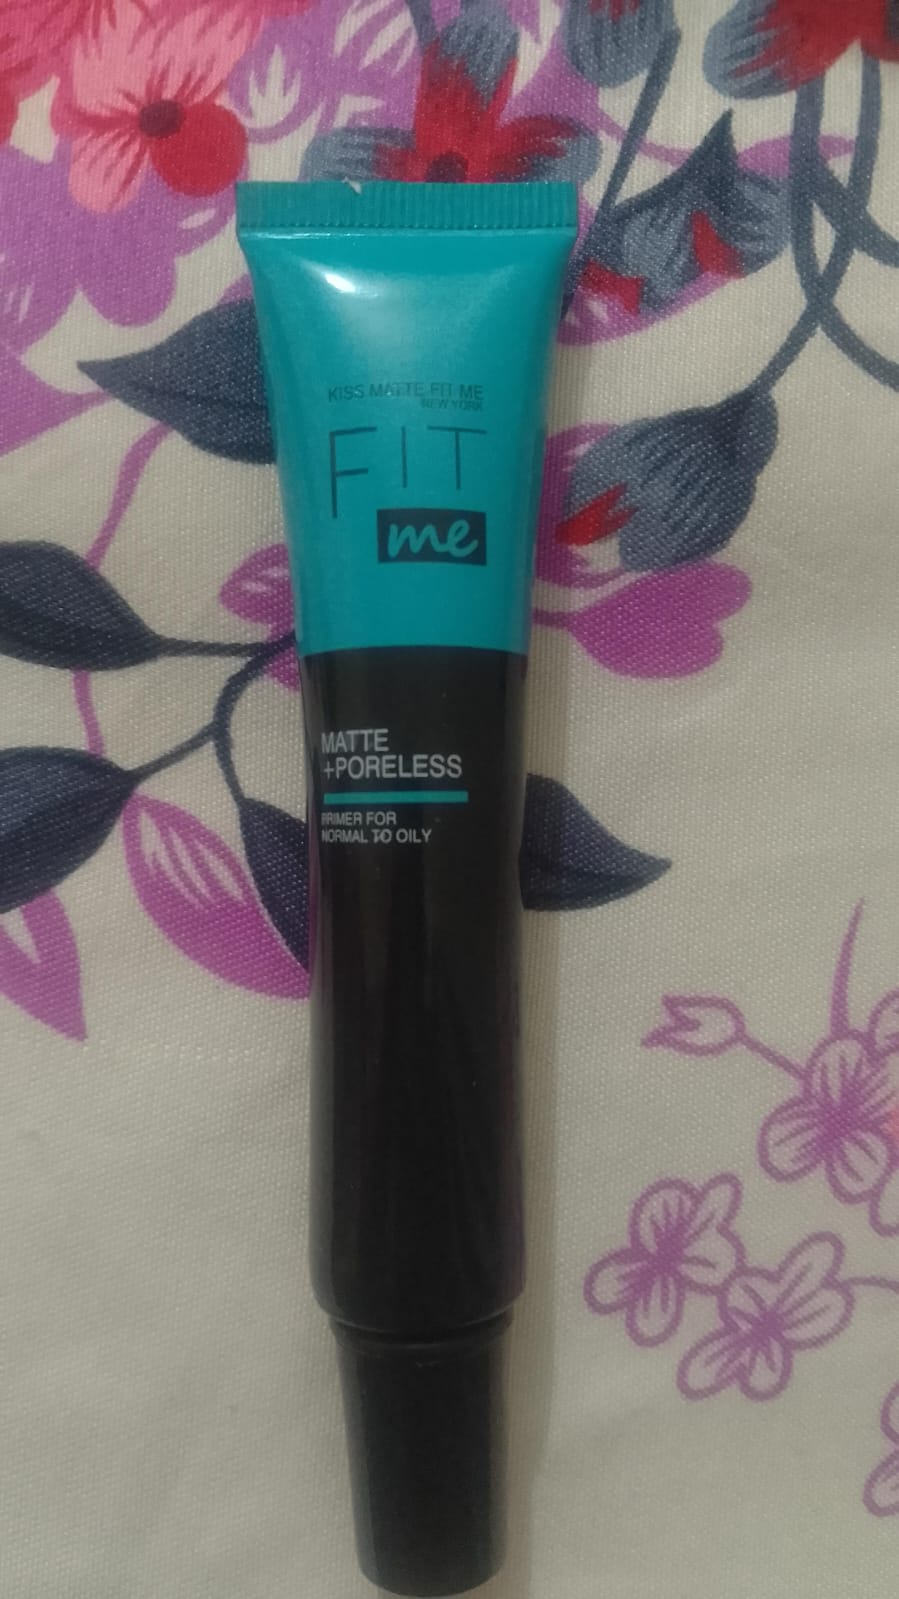 KISS MATTE FIT ME
NEW YORK
FIT
me
MATTE
+PORELESS
PRIMER FOR
NORMAL TO OILY